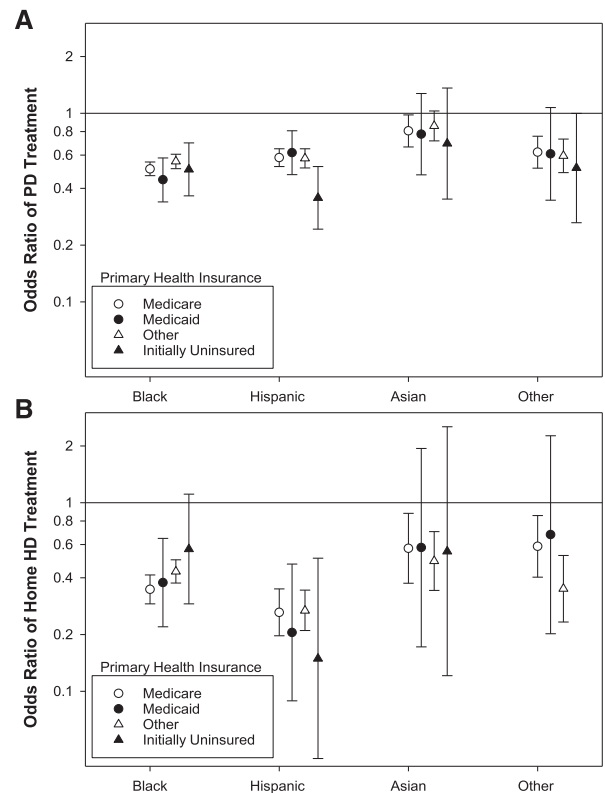 A
Odds Ratio of PD Treatment
2
1
0.8
0.6
0.4
0.2
0.1
Primary Health Insurance
Medicare
Medicaid
Other
Initially Uninsured
Black Hispanic Asian Other
B
Odds Ratio of Home HD Treatment
2
1
0.8
0.6
0.4
0.2
0.1
Primary Health Insurance
Medicare
Medicaid
Other
Initially Uninsured
Black Hispanic Asian Other